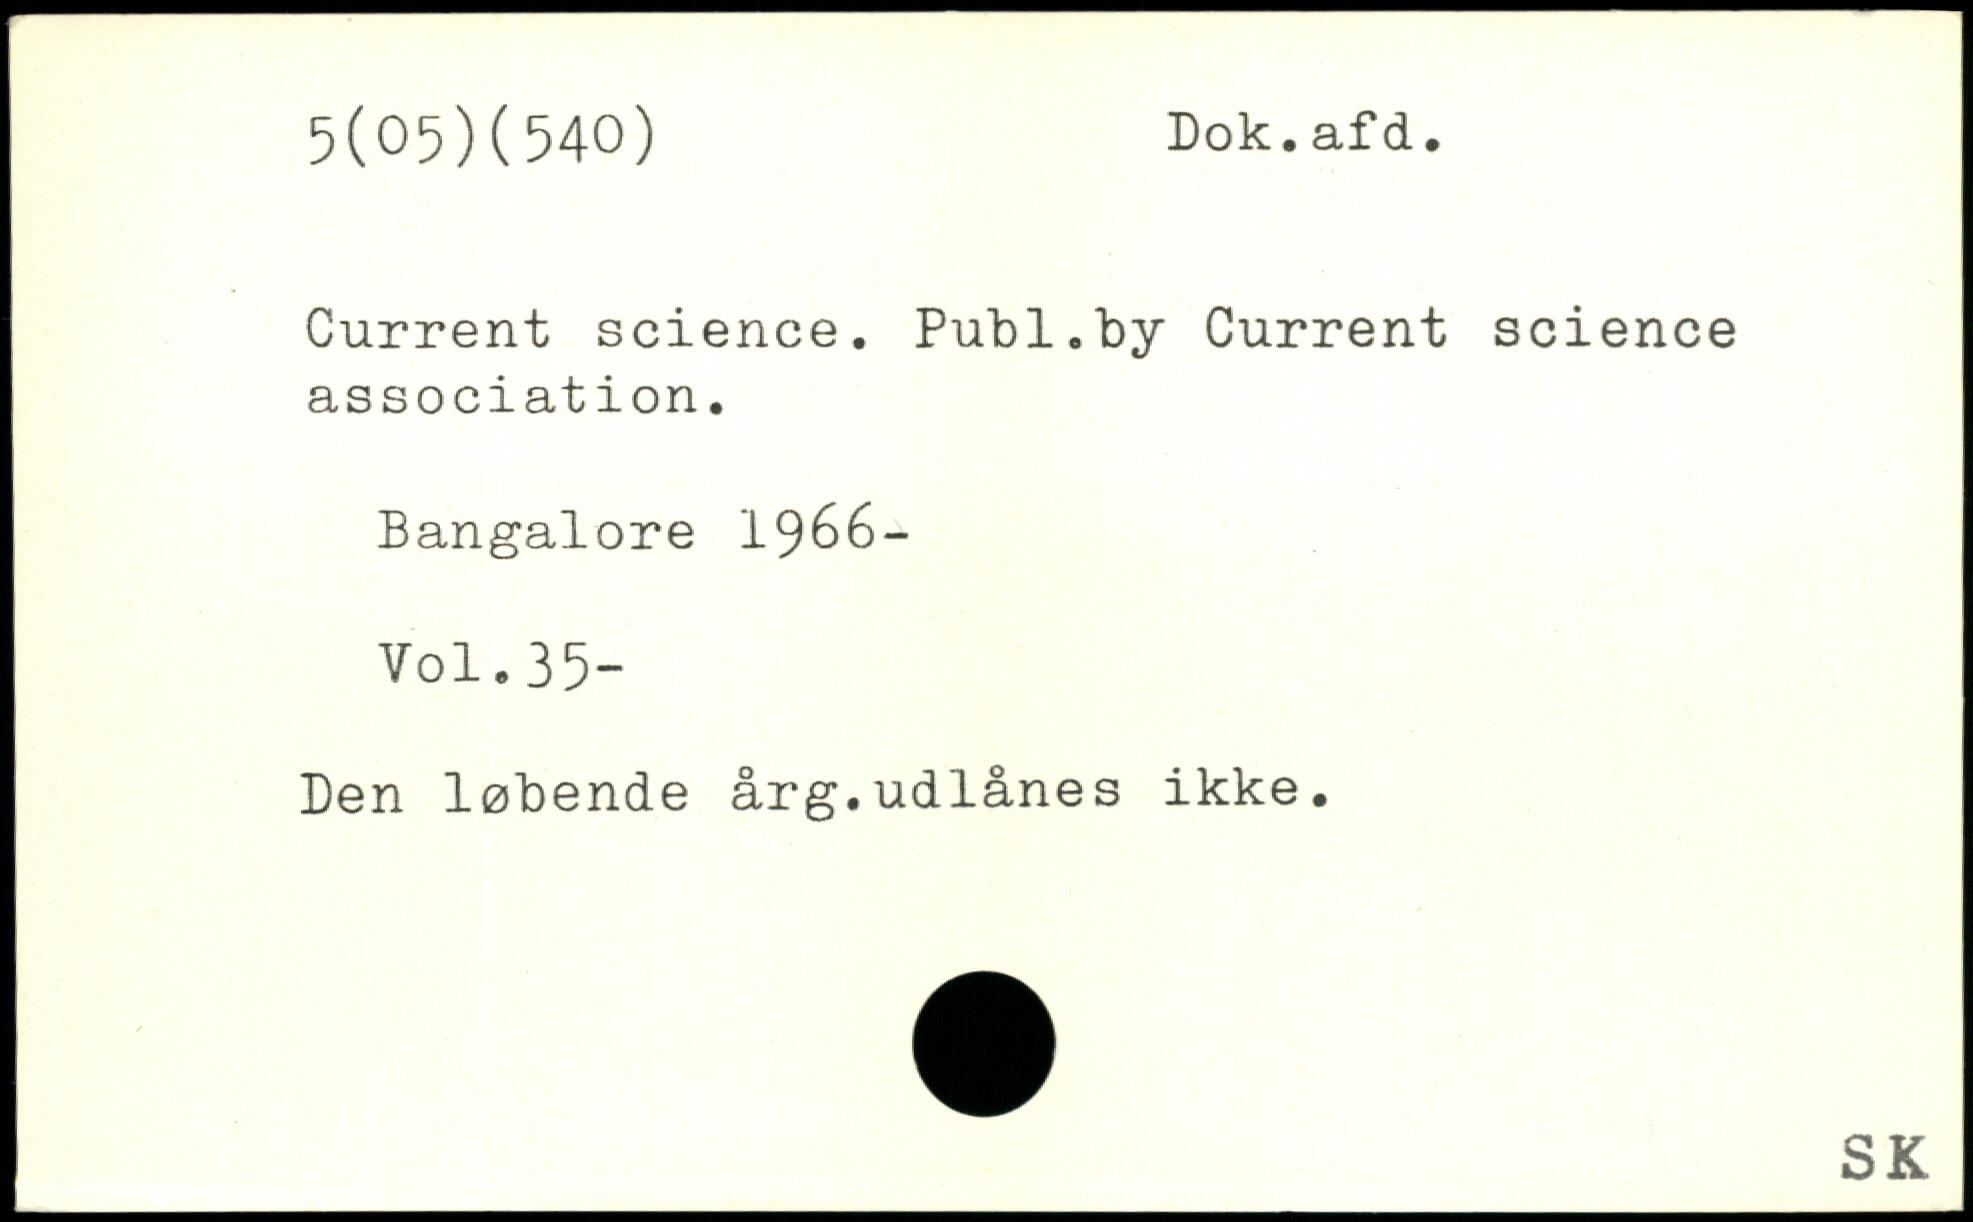 5(05)(540) Dok.afd.
Current science. Publ.by Current science
association.
Bangalore 1966-
Vol.35-
Den løbende årg.udlånes ikke.
SK